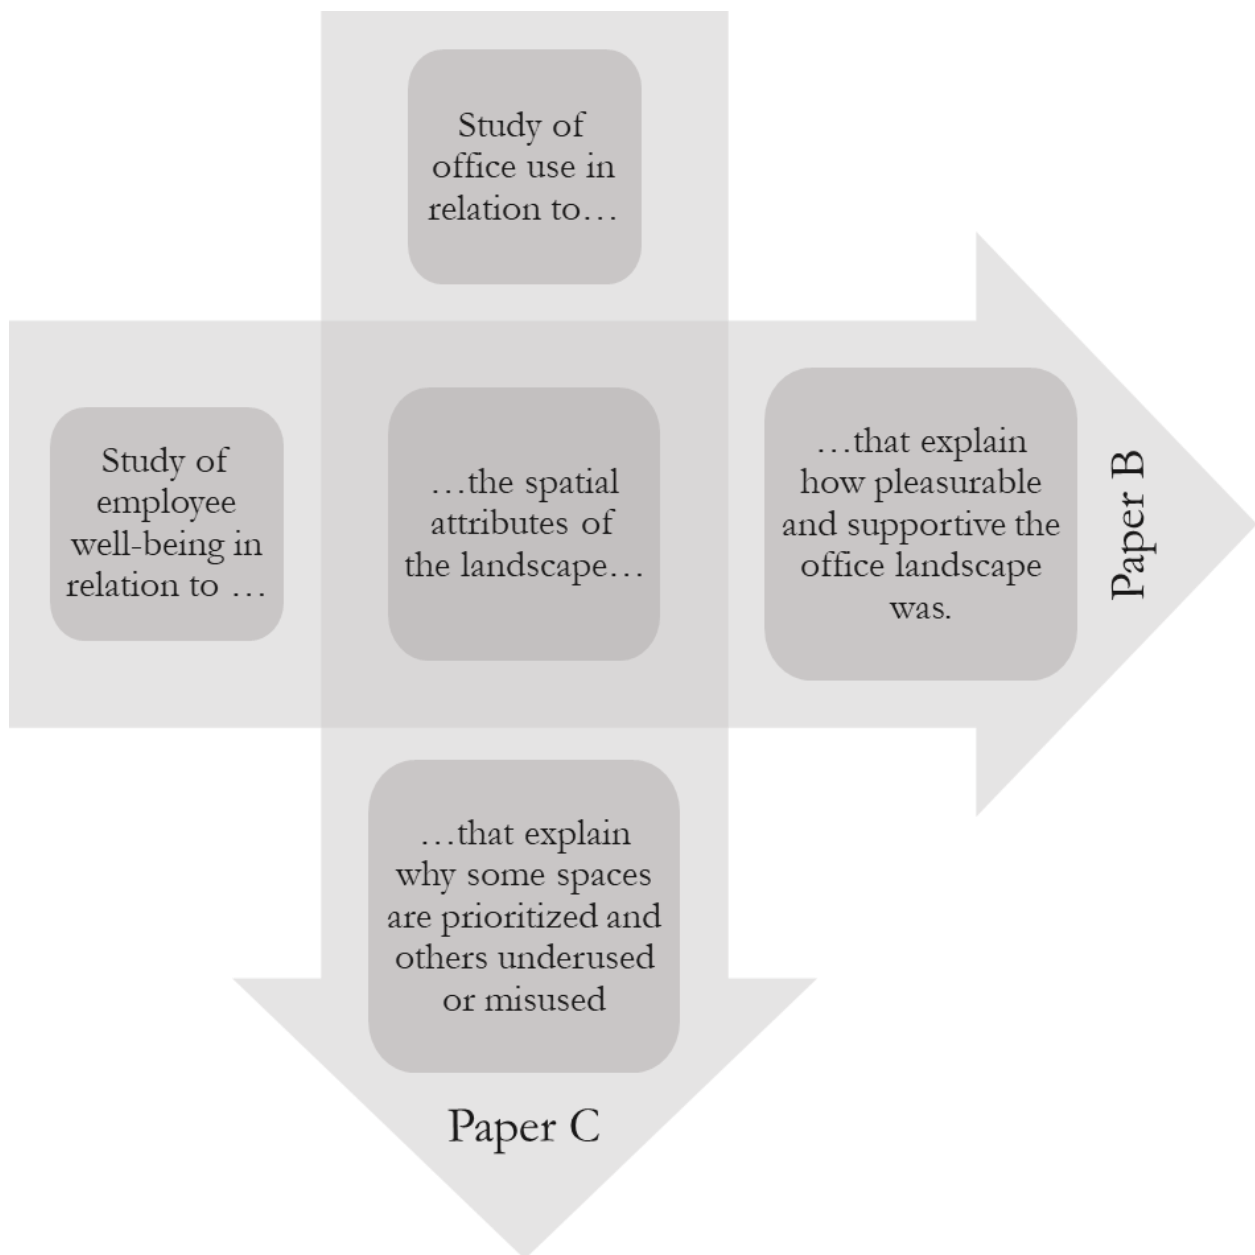 Study of
office use in
relation to…
Study of
employee
well-being in
relation to …
…the spatial
attributes of
the landscape…
…that explain
how pleasurable
and supportive the
office landscape
was.
Paper B
…that explain
why some spaces
are prioritized and
others underused
or misused
Paper C